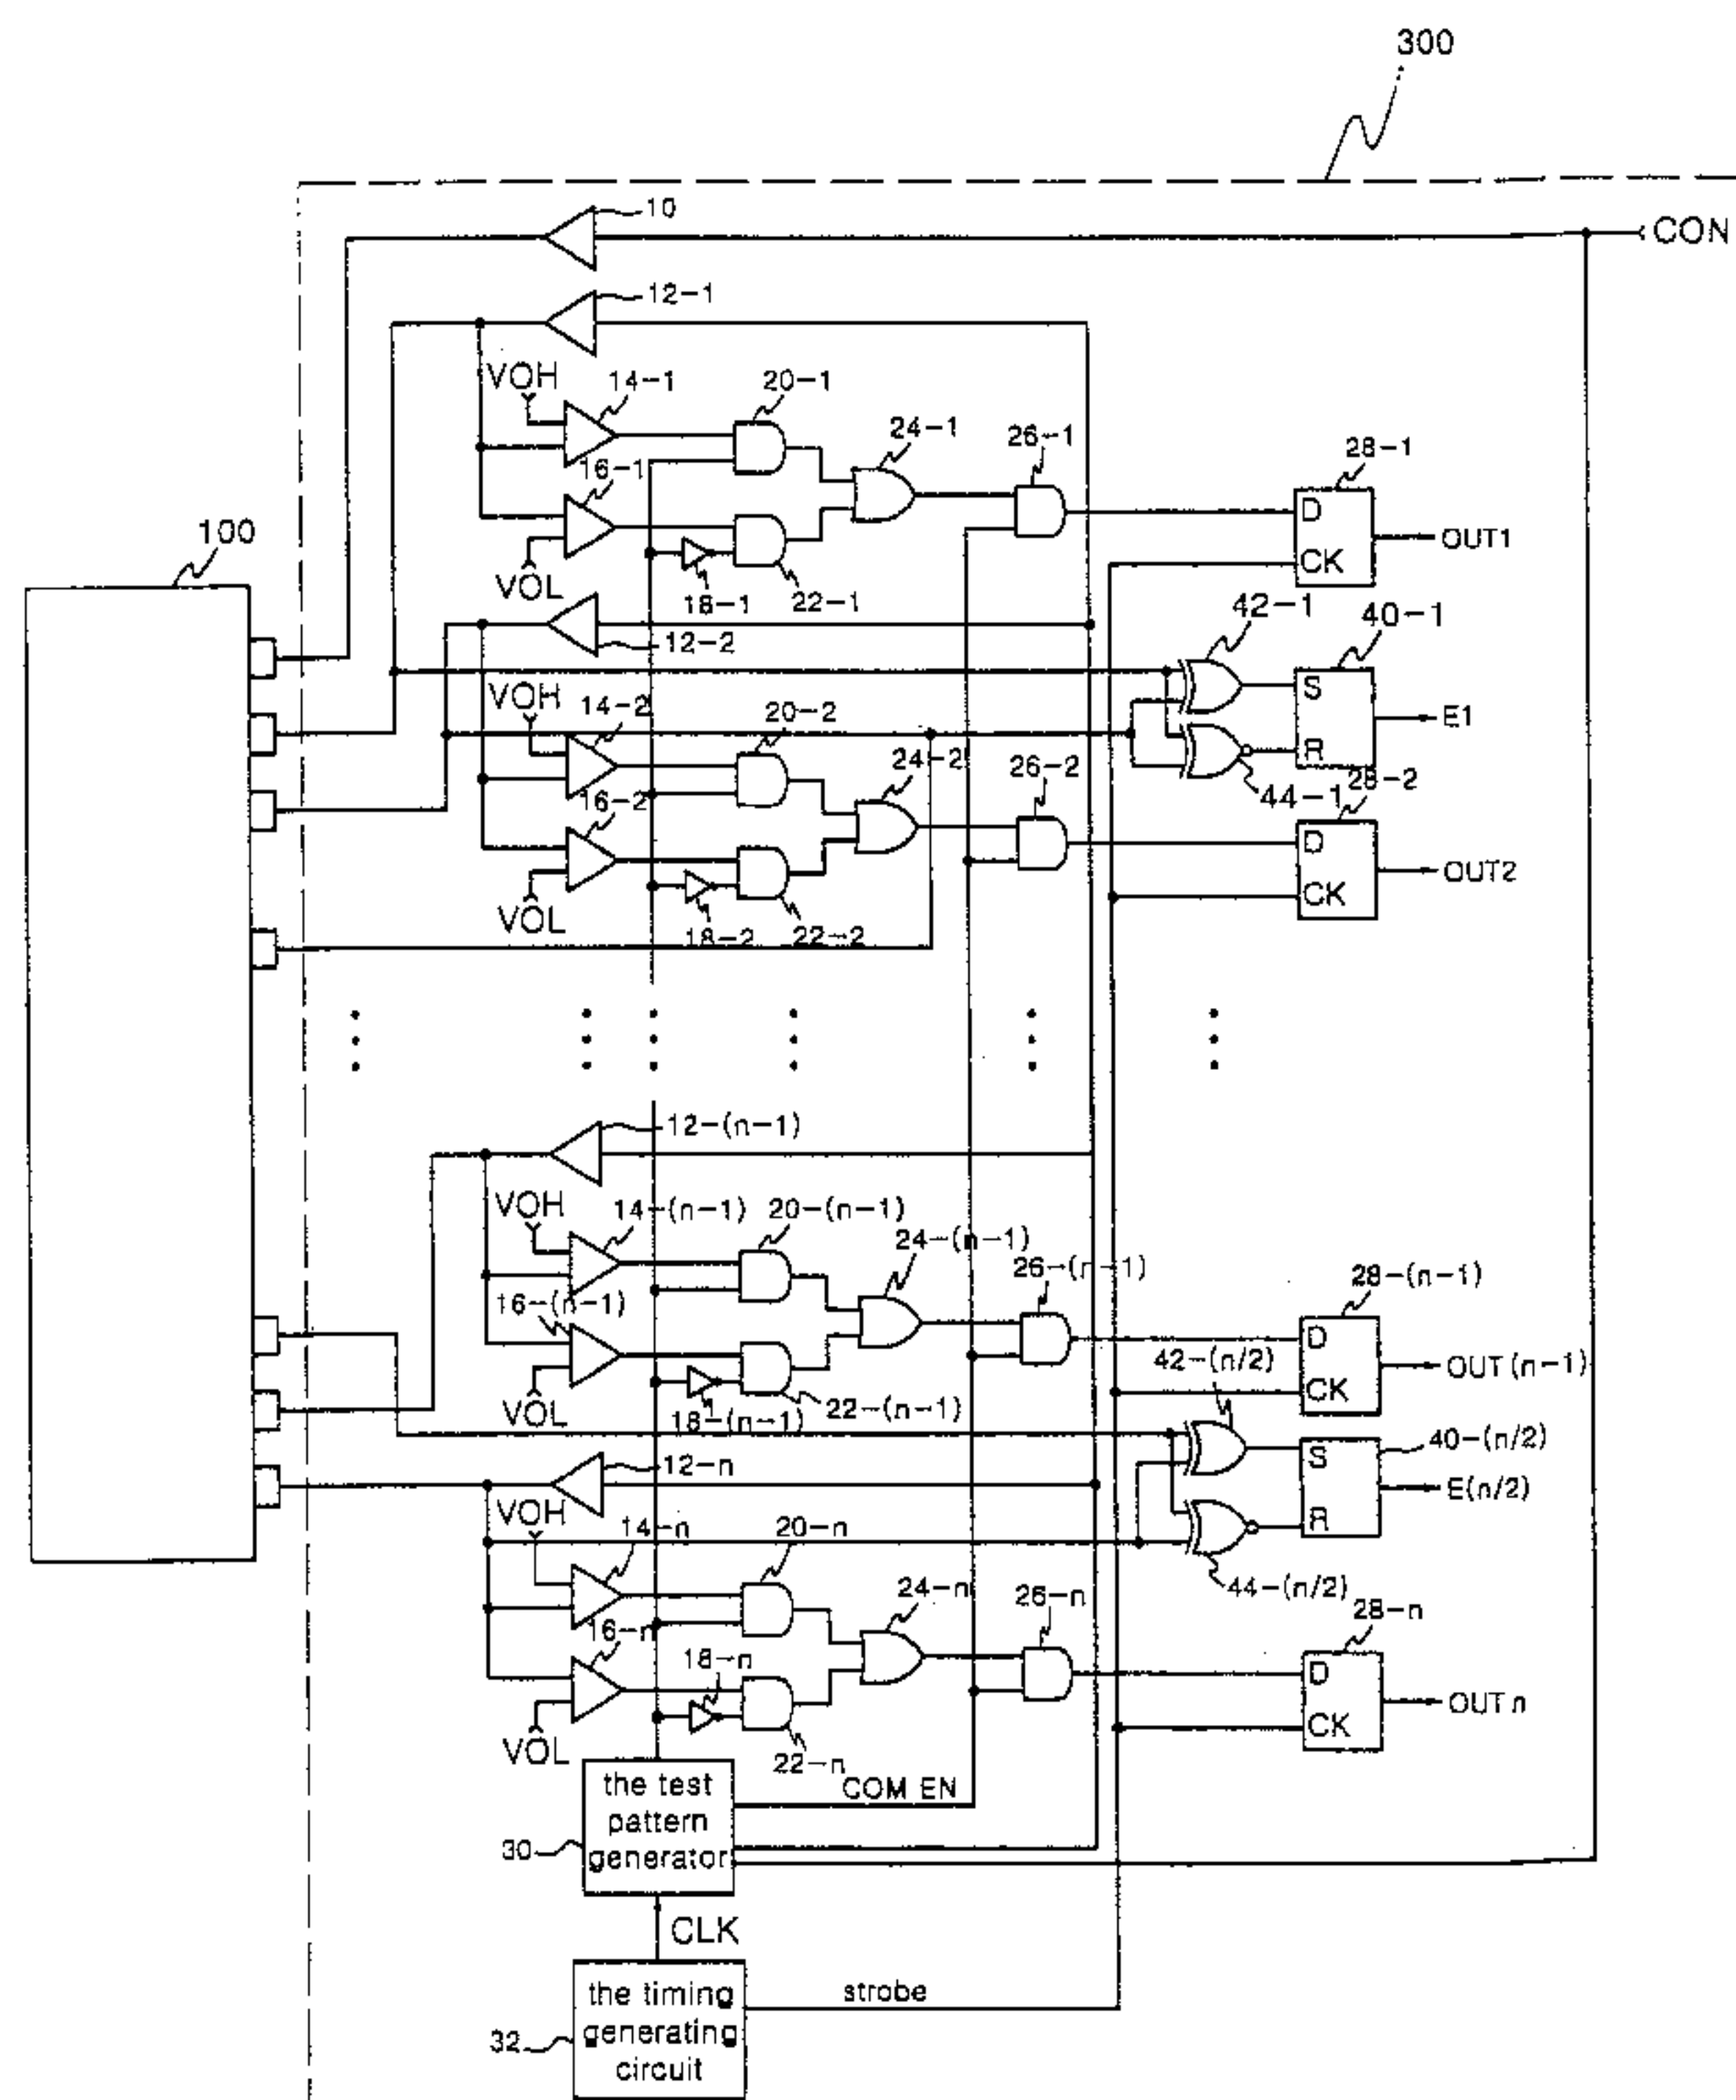 300
10
CON
12-1
VOH
14-1
20-1
24-1
26-1
28-1
16-1
D
CK
OUT1
100
VOL
18-1
22-1
42-1
40-1
12-2
S
R
E1
VOH
14-2
20-2
24-2
26-2
44-1
28-2
16-2
D
CK
OUT2
VOL
18-2
22-2
12-(n-1)
VOH
14-(n-1)
20-(n-1)
24-(n-1)
26-(n-1)
28-(n-1)
16-(n-1)
D
CK
OUT(n-1)
42-(n/2)
VOL
18-(n-1)
22-(n-1)
40-(n/2)
12-n
S
R
E(n/2)
VOH
14-n
20-n
24-n
26-n
44-(n/2)
28-n
16-n
18-n
D
CK
OUTn
VOL
22-n
the test
pattern
generator
COM EN
30
CLK
the timing
generating
circuit
strobe
32